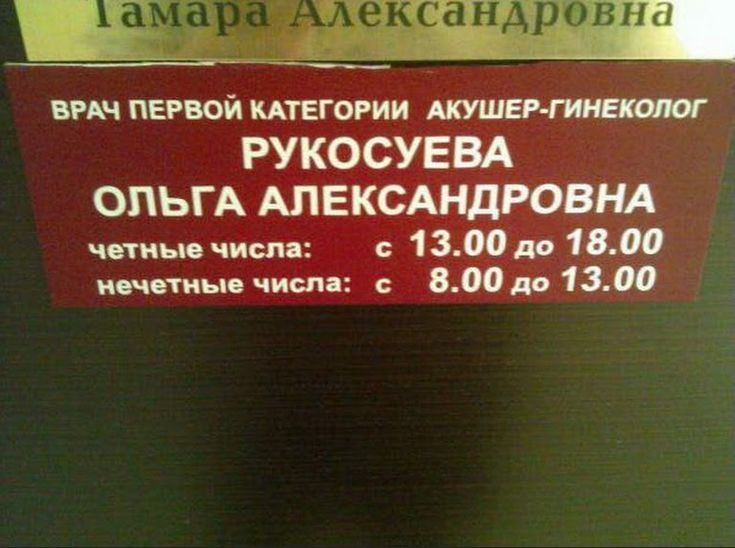 Тамара Александровна
ВРАЧ ПЕРВОЙ КАТЕГОРИИ АКУШЕР-ГИНЕКОЛОГ
РУКОСУЕВА
ОЛЬГА АЛЕКСАНДРОВНА
четные числа: с 13.00 до 18.00
нечетные числа: с 8.00 до 13.00